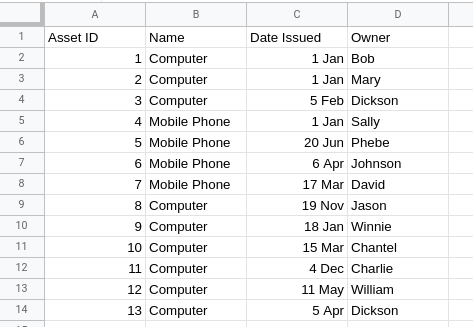 A B C D
1 Asset ID Name Date Issued Owner
2 1 Computer 1 Jan Bob
3 2 Computer 1 Jan Mary
4 3 Computer 5 Feb Dickson
5 4 Mobile Phone 1 Jan Sally
6 5 Mobile Phone 20 Jun Phebe
7 6 Mobile Phone 6 Apr Johnson
8 7 Mobile Phone 17 Mar David
9 8 Computer 19 Nov Jason
10 9 Computer 18 Jan Winnie
11 10 Computer 15 Mar Chantel
12 11 Computer 4 Dec Charlie
13 12 Computer 11 May William
14 13 Computer 5 Apr Dickson